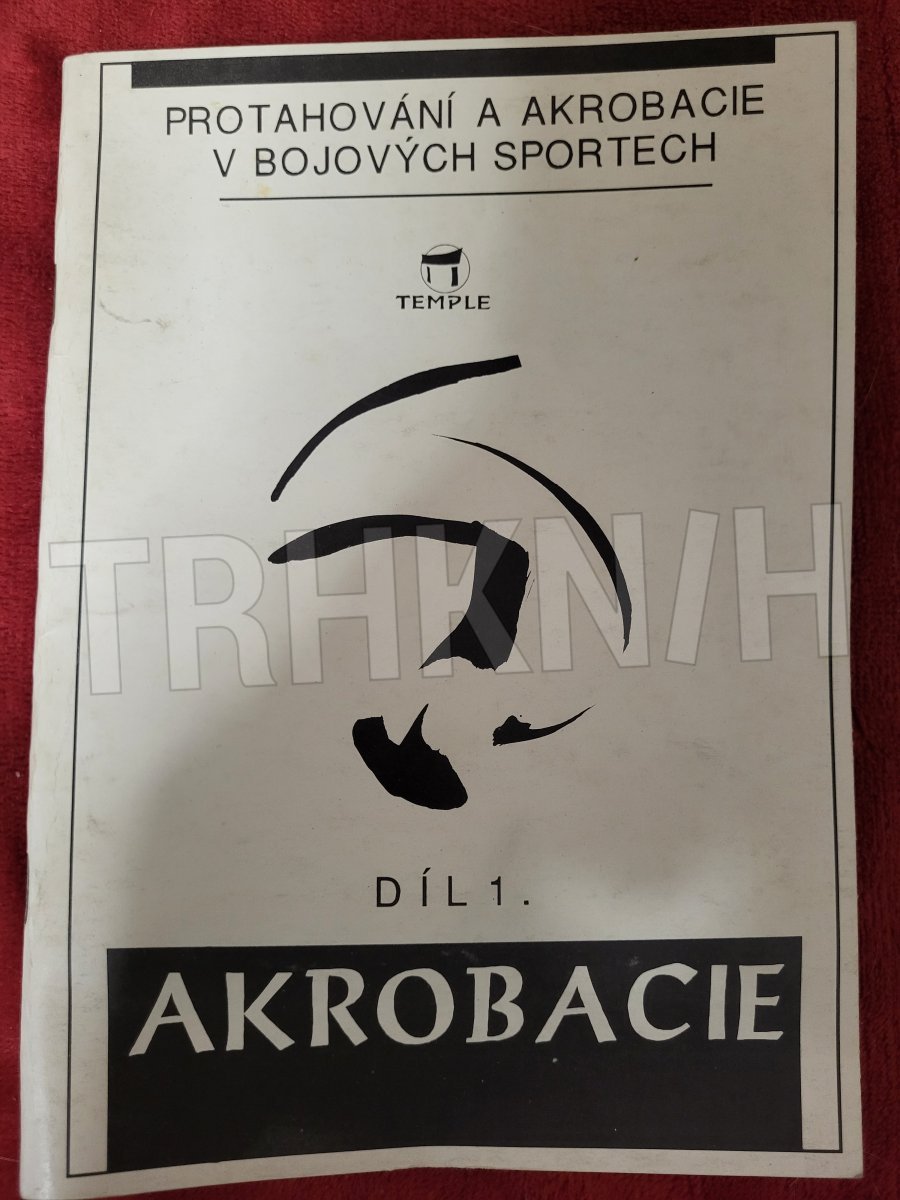 PROTAHOVÁNÍ A AKROBACIE
V BOJOVÝCH SPORTECH
TEMPLE
TRHKNIH
DÍL 1.
AKROBACIE